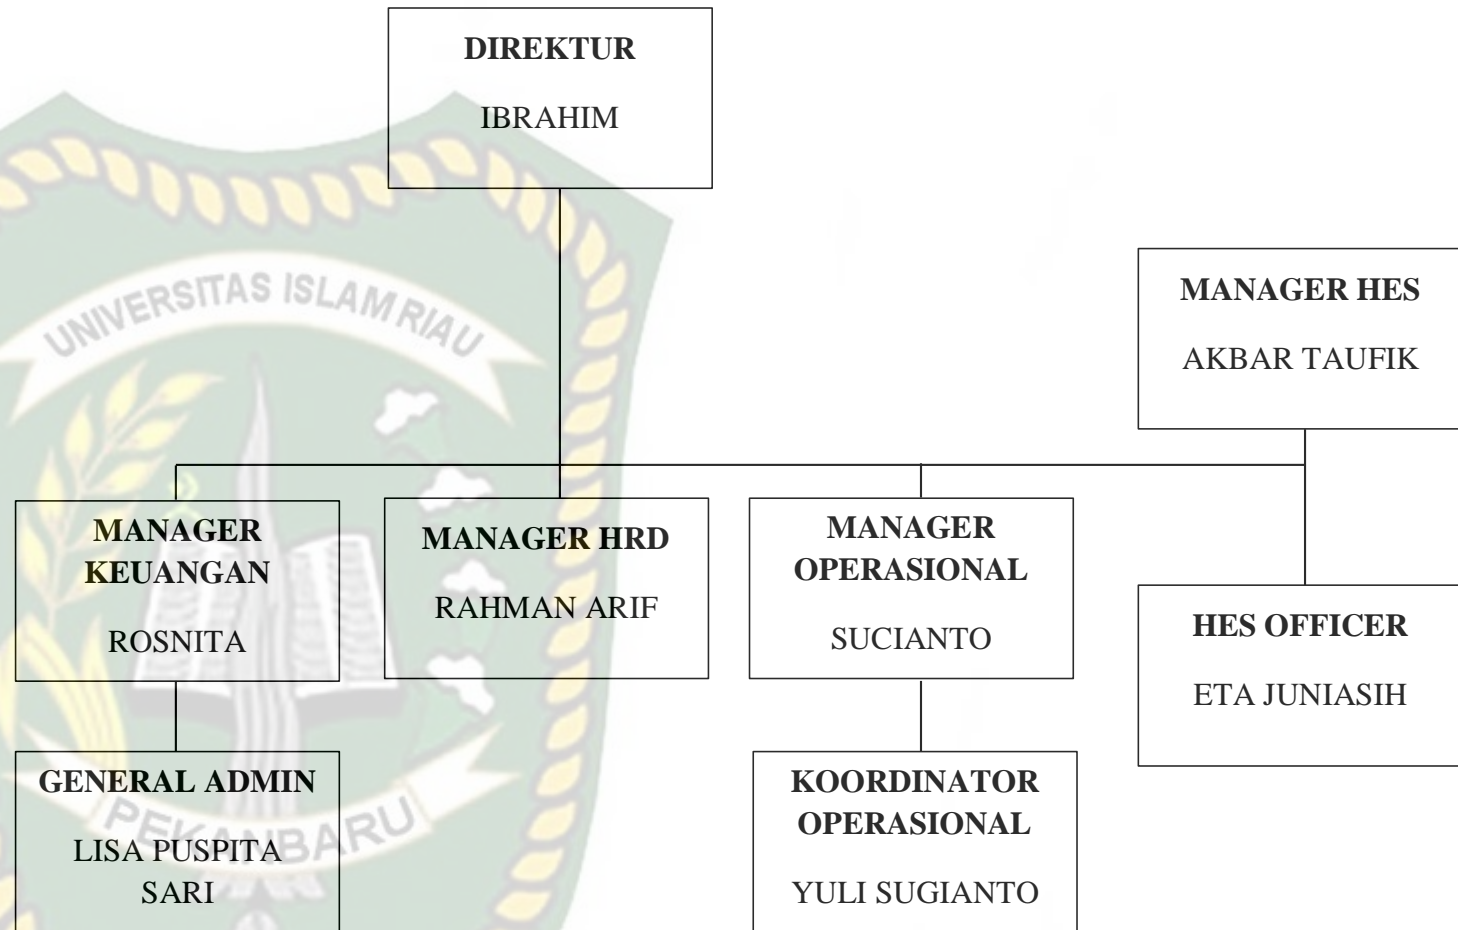 DIREKTUR
IBRAHIM
UNIVERSITAS ISLAM RIAU
MANAGER HES
AKBAR TAUFIK
MANAGER
KEUANGAN
ROSNITA
MANAGER HRD
RAHMAN ARIF
MANAGER
OPERASIONAL
SUCIANTO
HES OFFICER
ETA JUNIASIH
GENERAL ADMIN
LISA PUSPITA
SARI
PEKANBARU
KOORDINATOR
OPERASIONAL
YULI SUGIANTO